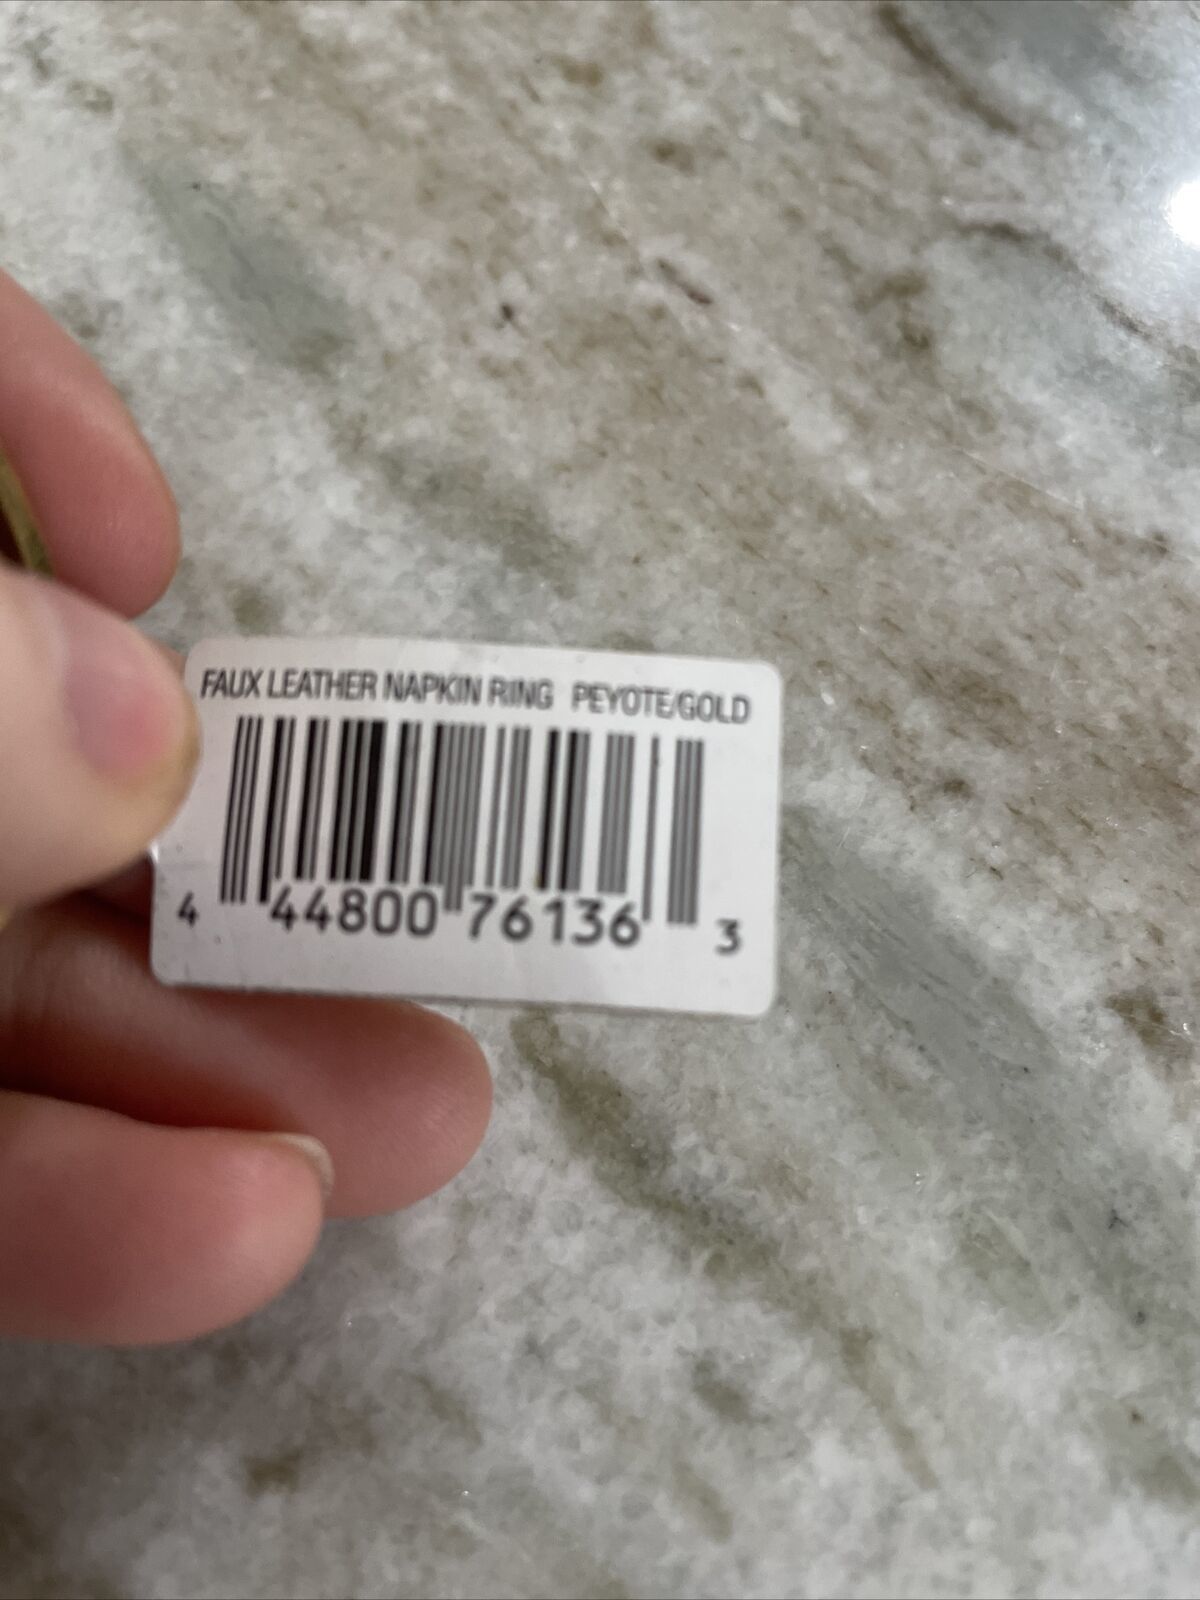 FAUX LEATHER NAPKIN RING PEYOTE/GOLD
4 44800 76136 3